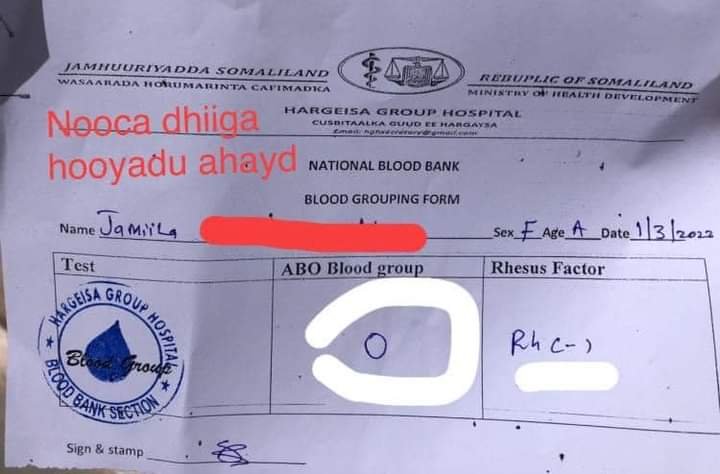 JAMHUURIYADDA SOMALILAND
WASAARADA HORUMARINTA CAFIMADKA
REBUPLIC OF SOMALILAND
MINISTRY OF HEALTH DEVELOPMENT
HARGEISA GROUP HOSPITAL
CUSBITAALKA GUUD EE HARGAYSA
Nooca dhiiga
hooyadu ahayd
NATIONAL BLOOD BANK
BLOOD GROUPING FORM
Name Jamiila Sex F Age A Date 1/3/2022
Test ABO Blood group Rhesus Factor
HARGEISA GROUP HOSPITAL
Blood Group
BLOOD BANK SECTION
O Rh (-)
Sign & stamp